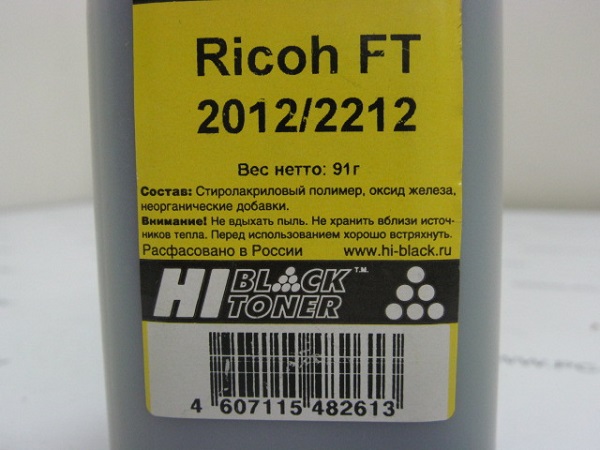 Ricoh FT
2012/2212
Вес нетто: 91г
Состав: Стиролакриловый полимер, оксид железа,
неорганические добавки.
Внимание! Не вдыхать пыль. Не хранить вблизи источ-
ников тепла. Перед использованием хорошо встряхнуть.
Расфасовано в России www.hi-black.ru
HI BLACK T.M.
TONER
4 607115 482613